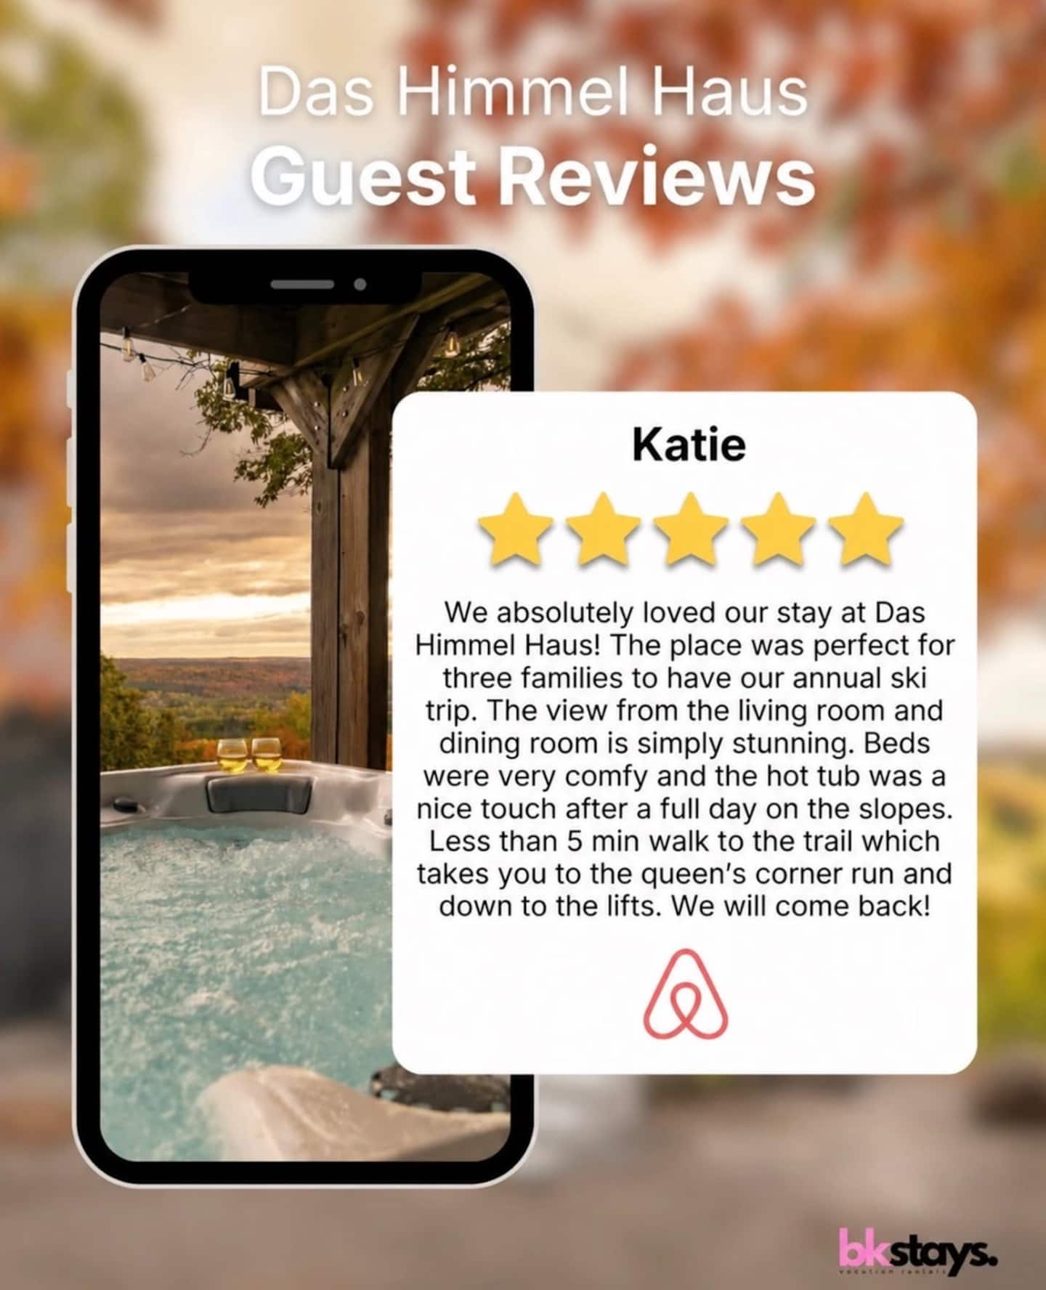 Das Himmel Haus
Guest Reviews
Katie
We absolutely loved our stay at Das
Himmel Haus! The place was perfect for
three families to have our annual ski
trip. The view from the living room and
dining room is simply stunning. Beds
were very comfy and the hot tub was a
nice touch after a full day on the slopes.
Less than 5 min walk to the trail which
takes you to the queen's corner run and
down to the lifts. We will come back!
bkstays.
vacation rentals